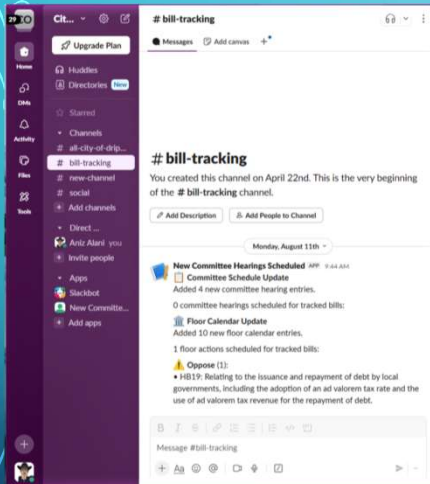 29
Cit...
Upgrade Plan
Home
DMs
Activity
Files
Tools
Huddles
Directories New
Starred
Channels
# all-city-of-drip...
# bill-tracking
# new-channel
# social
Add channels
Direct ...
Aniz Alani you
Invite people
Apps
Slackbot
New Committe...
Add apps
# bill-tracking
Messages
Add canvas
# bill-tracking
You created this channel on April 22nd. This is the very beginning
of the # bill-tracking channel.
Add Description
Add People to Channel
Monday, August 11th
New Committee Hearings Scheduled APP 9:44 AM
Committee Schedule Update
Added 4 new committee hearing entries.
0 committee hearings scheduled for tracked bills:
Floor Calendar Update
Added 10 new floor calendar entries.
1 floor actions scheduled for tracked bills:
Oppose (1):
• HB19: Relating to the issuance and repayment of debt by local
governments, including the adoption of an ad valorem tax rate and the
use of ad valorem tax revenue for the repayment of debt.
Message #bill-tracking
Aa